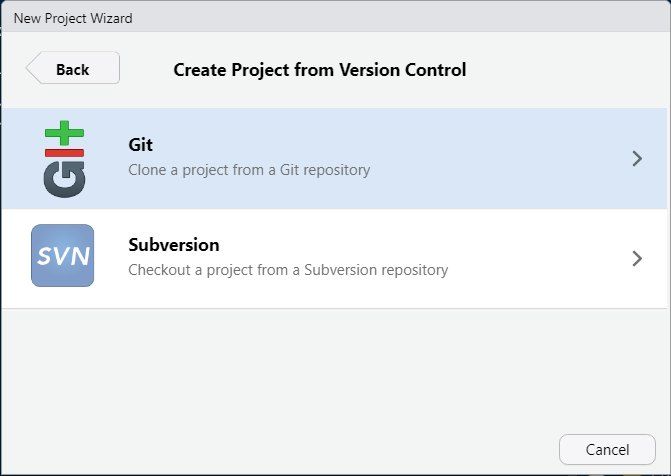 New Project Wizard
Back
Create Project from Version Control
git
Git
Clone a project from a Git repository
SVN
Subversion
Checkout a project from a Subversion repository
Cancel